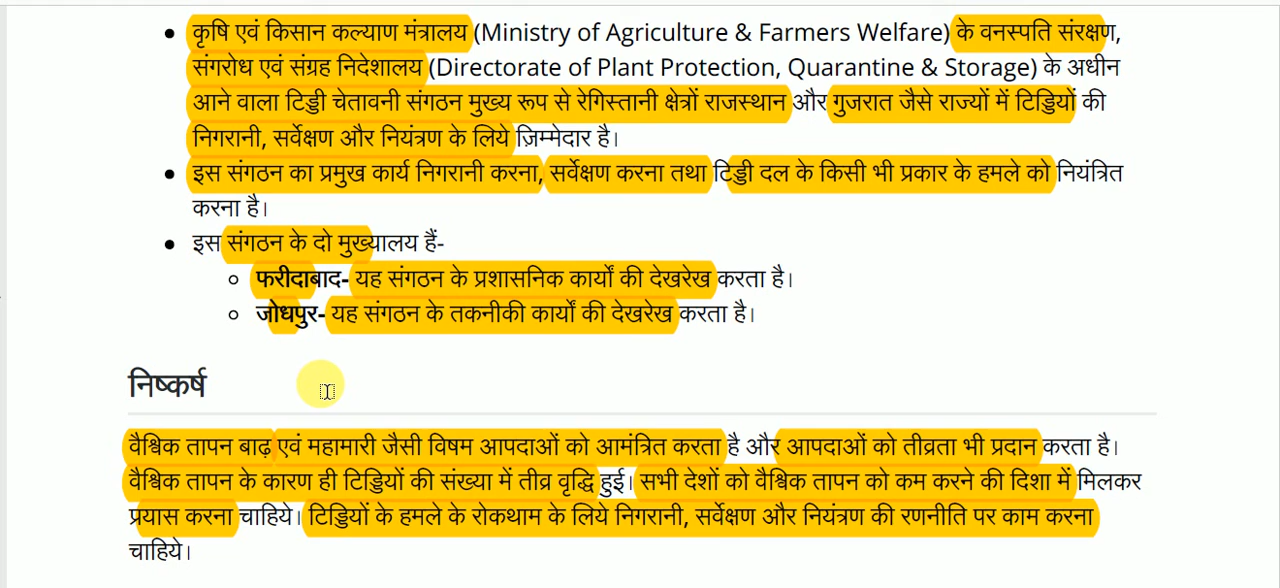 • कृषि एवं किसान कल्याण मंत्रालय (Ministry of Agriculture & Farmers Welfare) के वनस्पति संरक्षण,
संगरोध एवं संग्रह निदेशालय (Directorate of Plant Protection, Quarantine & Storage) के अधीन
आने वाला टिड्डी चेतावनी संगठन मुख्य रूप से रेगिस्तानी क्षेत्रों राजस्थान और गुजरात जैसे राज्यों में टिड्डियों की
निगरानी, सर्वेक्षण और नियंत्रण के लिये ज़िम्मेदार है।
• इस संगठन का प्रमुख कार्य निगरानी करना, सर्वेक्षण करना तथा टिड्डी दल के किसी भी प्रकार के हमले को नियंत्रित
करना है।
• इस संगठन के दो मुख्यालय हैं-
○ फरीदाबाद- यह संगठन के प्रशासनिक कार्यों की देखरेख करता है।
○ जोधपुर- यह संगठन के तकनीकी कार्यों की देखरेख करता है।
निष्कर्ष
वैश्विक तापन बाढ़ एवं महामारी जैसी विषम आपदाओं को आमंत्रित करता है और आपदाओं को तीव्रता भी प्रदान करता है।
वैश्विक तापन के कारण ही टिड्डियों की संख्या में तीव्र वृद्धि हुई। सभी देशों को वैश्विक तापन को कम करने की दिशा में मिलकर
प्रयास करना चाहिये। टिड्डियों के हमले के रोकथाम के लिये निगरानी, सर्वेक्षण और नियंत्रण की रणनीति पर काम करना
चाहिये।